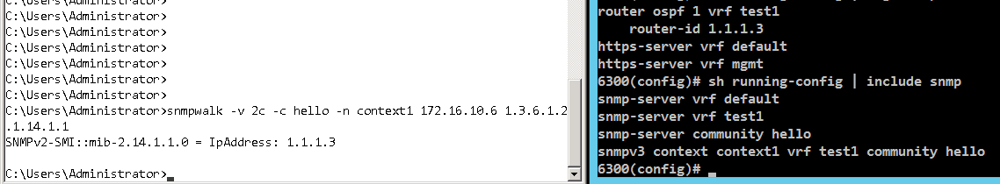 C:\Users\Administrator>
C:\Users\Administrator>
C:\Users\Administrator>
C:\Users\Administrator>
C:\Users\Administrator>
C:\Users\Administrator>
C:\Users\Administrator>
C:\Users\Administrator>snmpwalk -v 2c -c hello -n context1 172.16.10.6 1.3.6.1.2
.1.14.1.1
SNMPv2-SMI::mib-2.14.1.1.0 = IpAddress: 1.1.1.3
C:\Users\Administrator>
router ospf 1 vrf test1
    router-id 1.1.1.3
https-server vrf default
https-server vrf mgmt
6300(config)# sh running-config | include snmp
snmp-server vrf default
snmp-server vrf test1
snmp-server community hello
snmpv3 context context1 vrf test1 community hello
6300(config)#